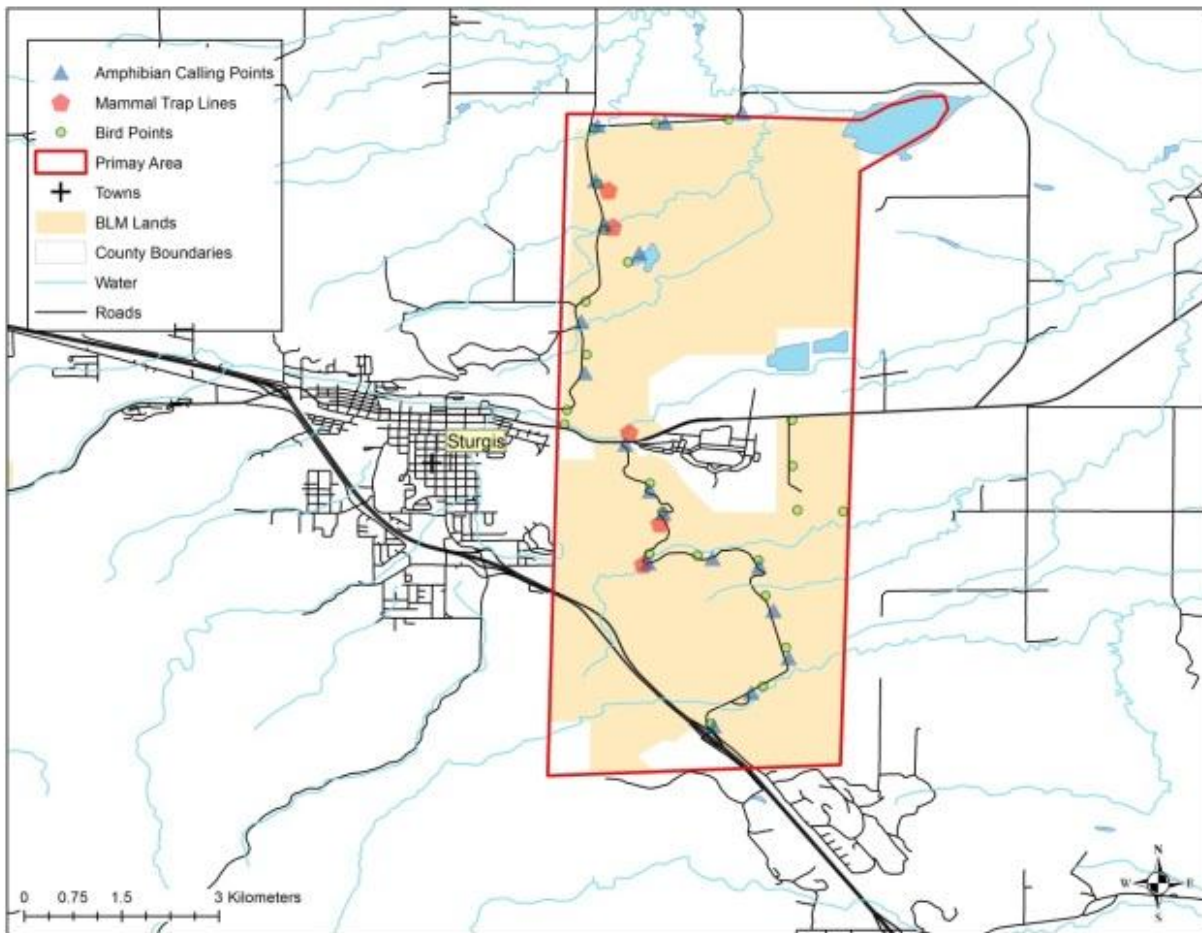 Amphibian Calling Points
Mammal Trap Lines
Bird Points
Primay Area
Towns
BLM Lands
County Boundaries
Water
Roads
Sturgis
0 0.75 1.5 3 Kilometers
N
W E
S